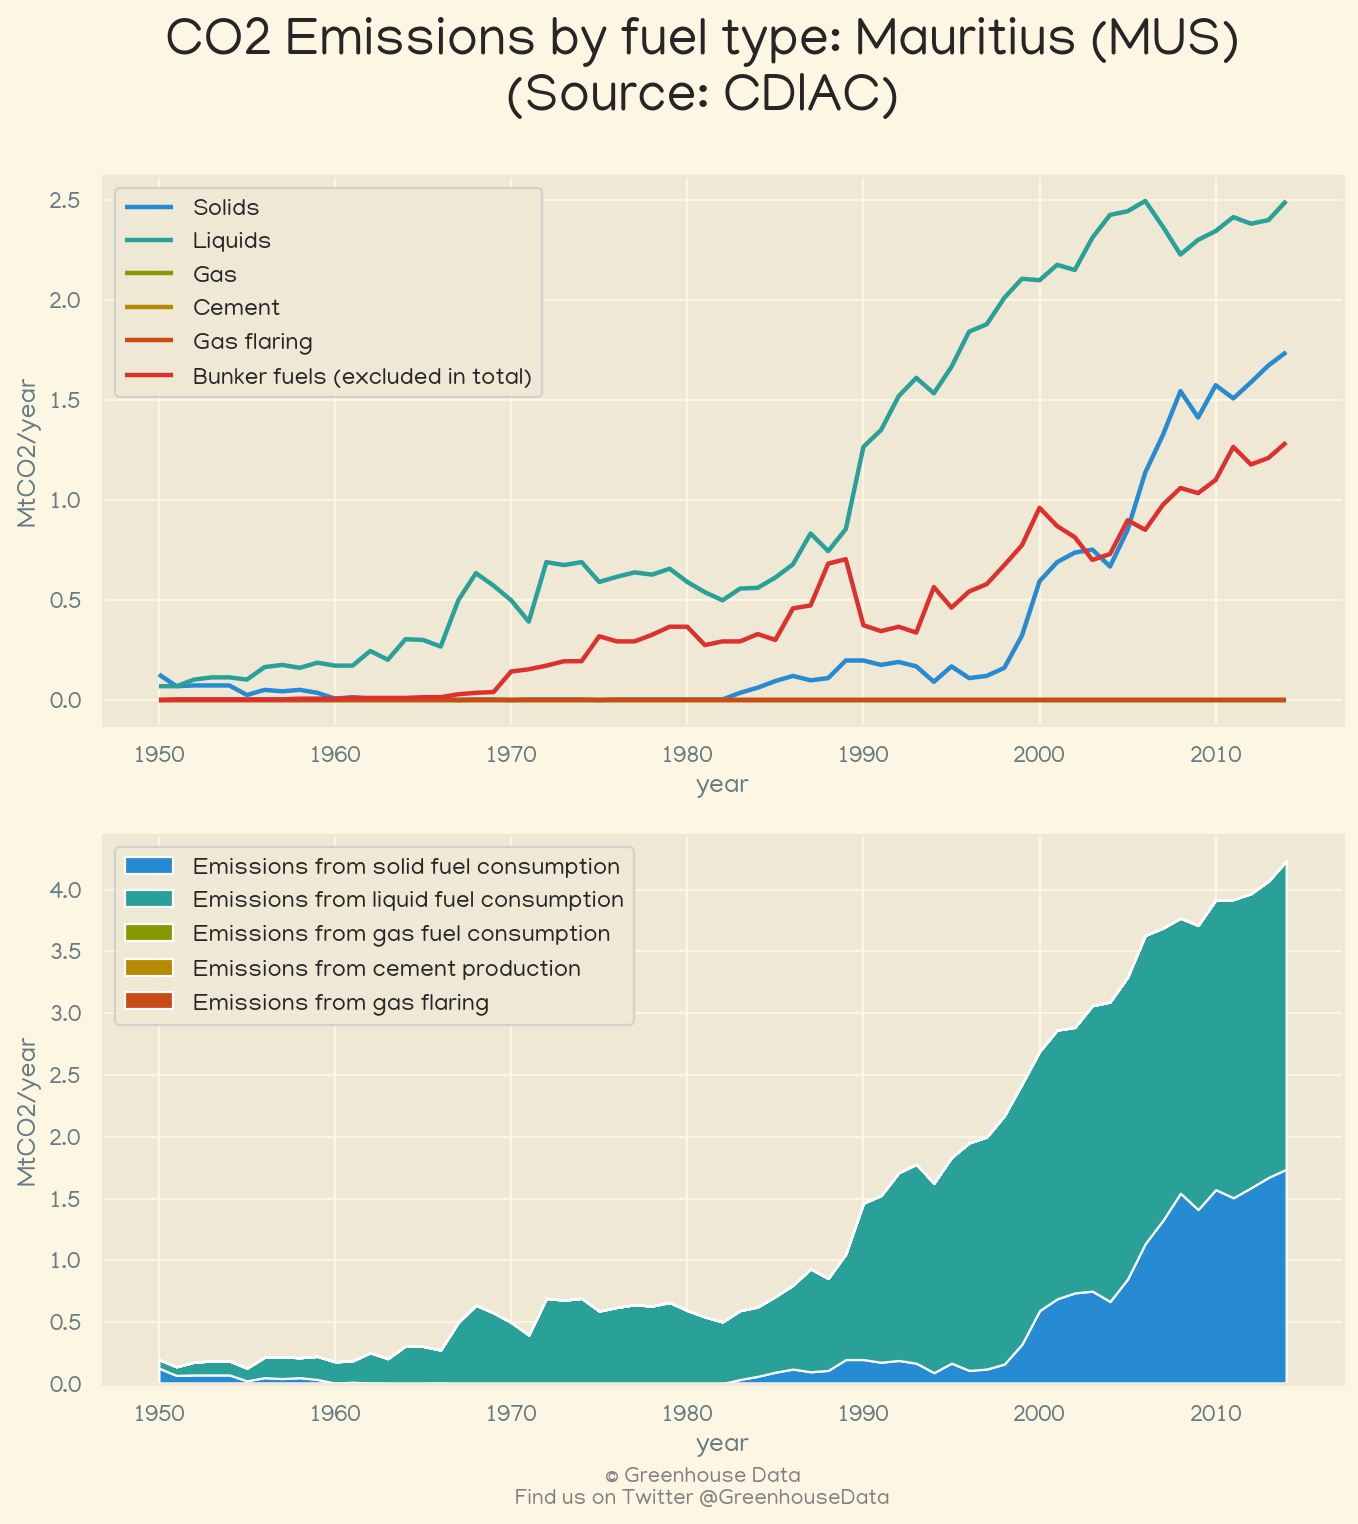 CO2 Emissions by fuel type: Mauritius (MUS)
(Source: CDIAC)
2.5
2.0
1.5
1.0
0.5
0.0
MtCO2/year
Solids
Liquids
Gas
Cement
Gas flaring
Bunker fuels (excluded in total)
1950 1960 1970 1980 1990 2000 2010
year
4.0
3.5
3.0
2.5
2.0
1.5
1.0
0.5
0.0
MtCO2/year
Emissions from solid fuel consumption
Emissions from liquid fuel consumption
Emissions from gas fuel consumption
Emissions from cement production
Emissions from gas flaring
1950 1960 1970 1980 1990 2000 2010
year
© Greenhouse Data
Find us on Twitter @GreenhouseData